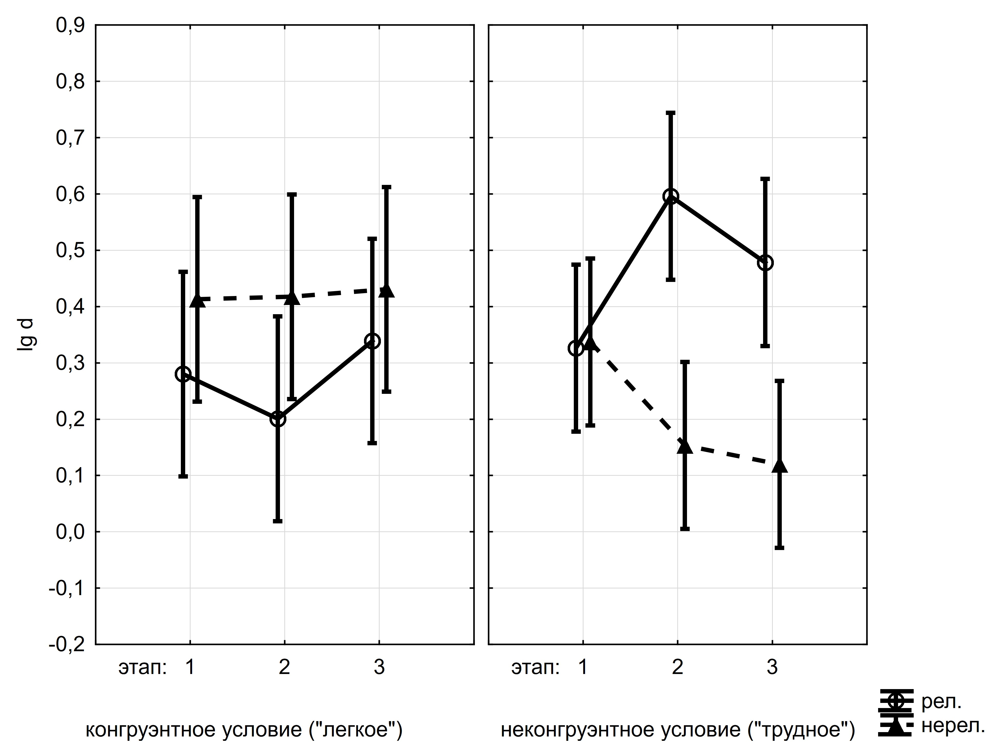 0,9
0,8
0,7
0,6
0,5
0,4
0,3
0,2
0,1
0,0
-0,1
-0,2
lg d
этап: 1 2 3
этап: 1 2 3
конгруэнтное условие ("легкое")
неконгруэнтное условие ("трудное")
рел.
нерел.